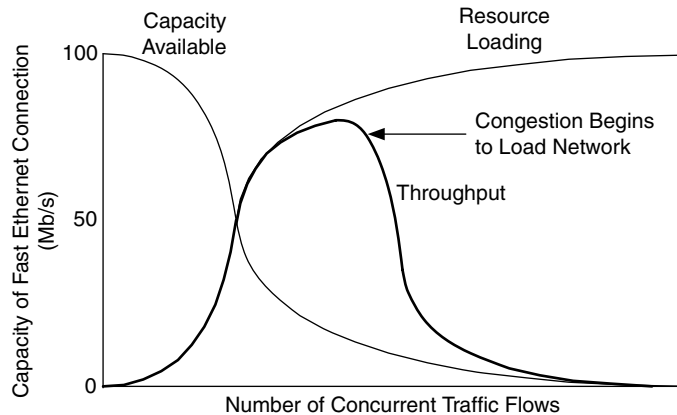 Capacity
Available
Resource
Loading
100
Congestion Begins
to Load Network
Throughput
50
Capacity of Fast Ethernet Connection
(Mb/s)
0
Number of Concurrent Traffic Flows